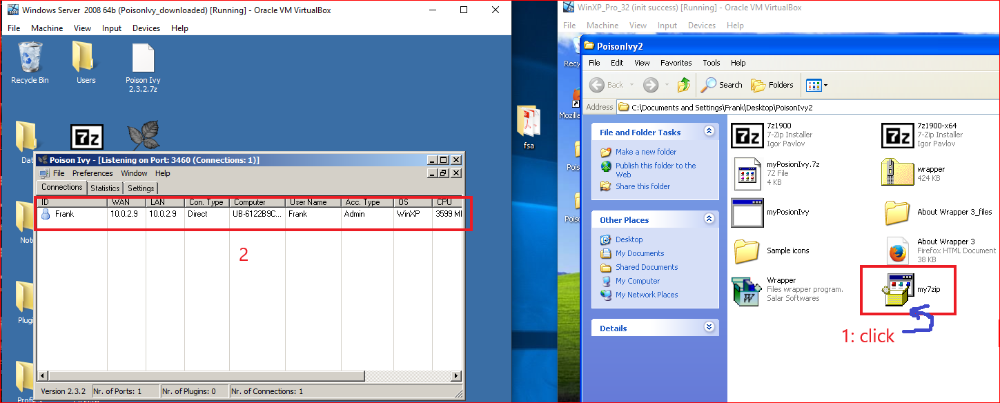 Windows Server 2008 64b (PoisonIvy_downloaded) [Running] - Oracle VM VirtualBox
File Machine View Input Devices Help
Recycle Bin
Users
Poison Ivy
2.3.2.7z
7z
Poison Ivy - [Listening on Port: 3460 (Connections: 1)]
File Preferences Window Help
Connections Statistics Settings
ID WAN LAN Con. Type Computer User Name Acc. Type OS CPU
Frank 10.0.2.9 10.0.2.9 Direct UB-6122B9C... Frank Admin WinXP 3599 M
2
Version 2.3.2 Nr. of Ports: 1 Nr. of Plugins: 0 Nr. of Connections: 1
Dat
Not
Plugi
fsa
WinXP_Pro_32 (init success) [Running] - Oracle VM VirtualBox
File Machine View Input Devices Help
Recy
Mozilla
Pois
Pois
PoisonIvy2
File Edit View Favorites Tools Help
Back Search Folders
Address C:\Documents and Settings\Frank\Desktop\PoisonIvy2
File and Folder Tasks
Make a new folder
Publish this folder to the
Web
Share this folder
Other Places
Desktop
My Documents
Shared Documents
My Computer
My Network Places
Details
7z
7z1900
7-Zip Installer
Igor Pavlov
7z
7z1900-x64
7-Zip Installer
Igor Pavlov
myPosionIvy.7z
7Z File
4 KB
wrapper
424 KB
myPosionIvy
About Wrapper 3_files
Sample icons
About Wrapper 3
Firefox HTML Document
38 KB
W
Wrapper
Files wrapper program.
Salar Softwares
my7zip
1: click